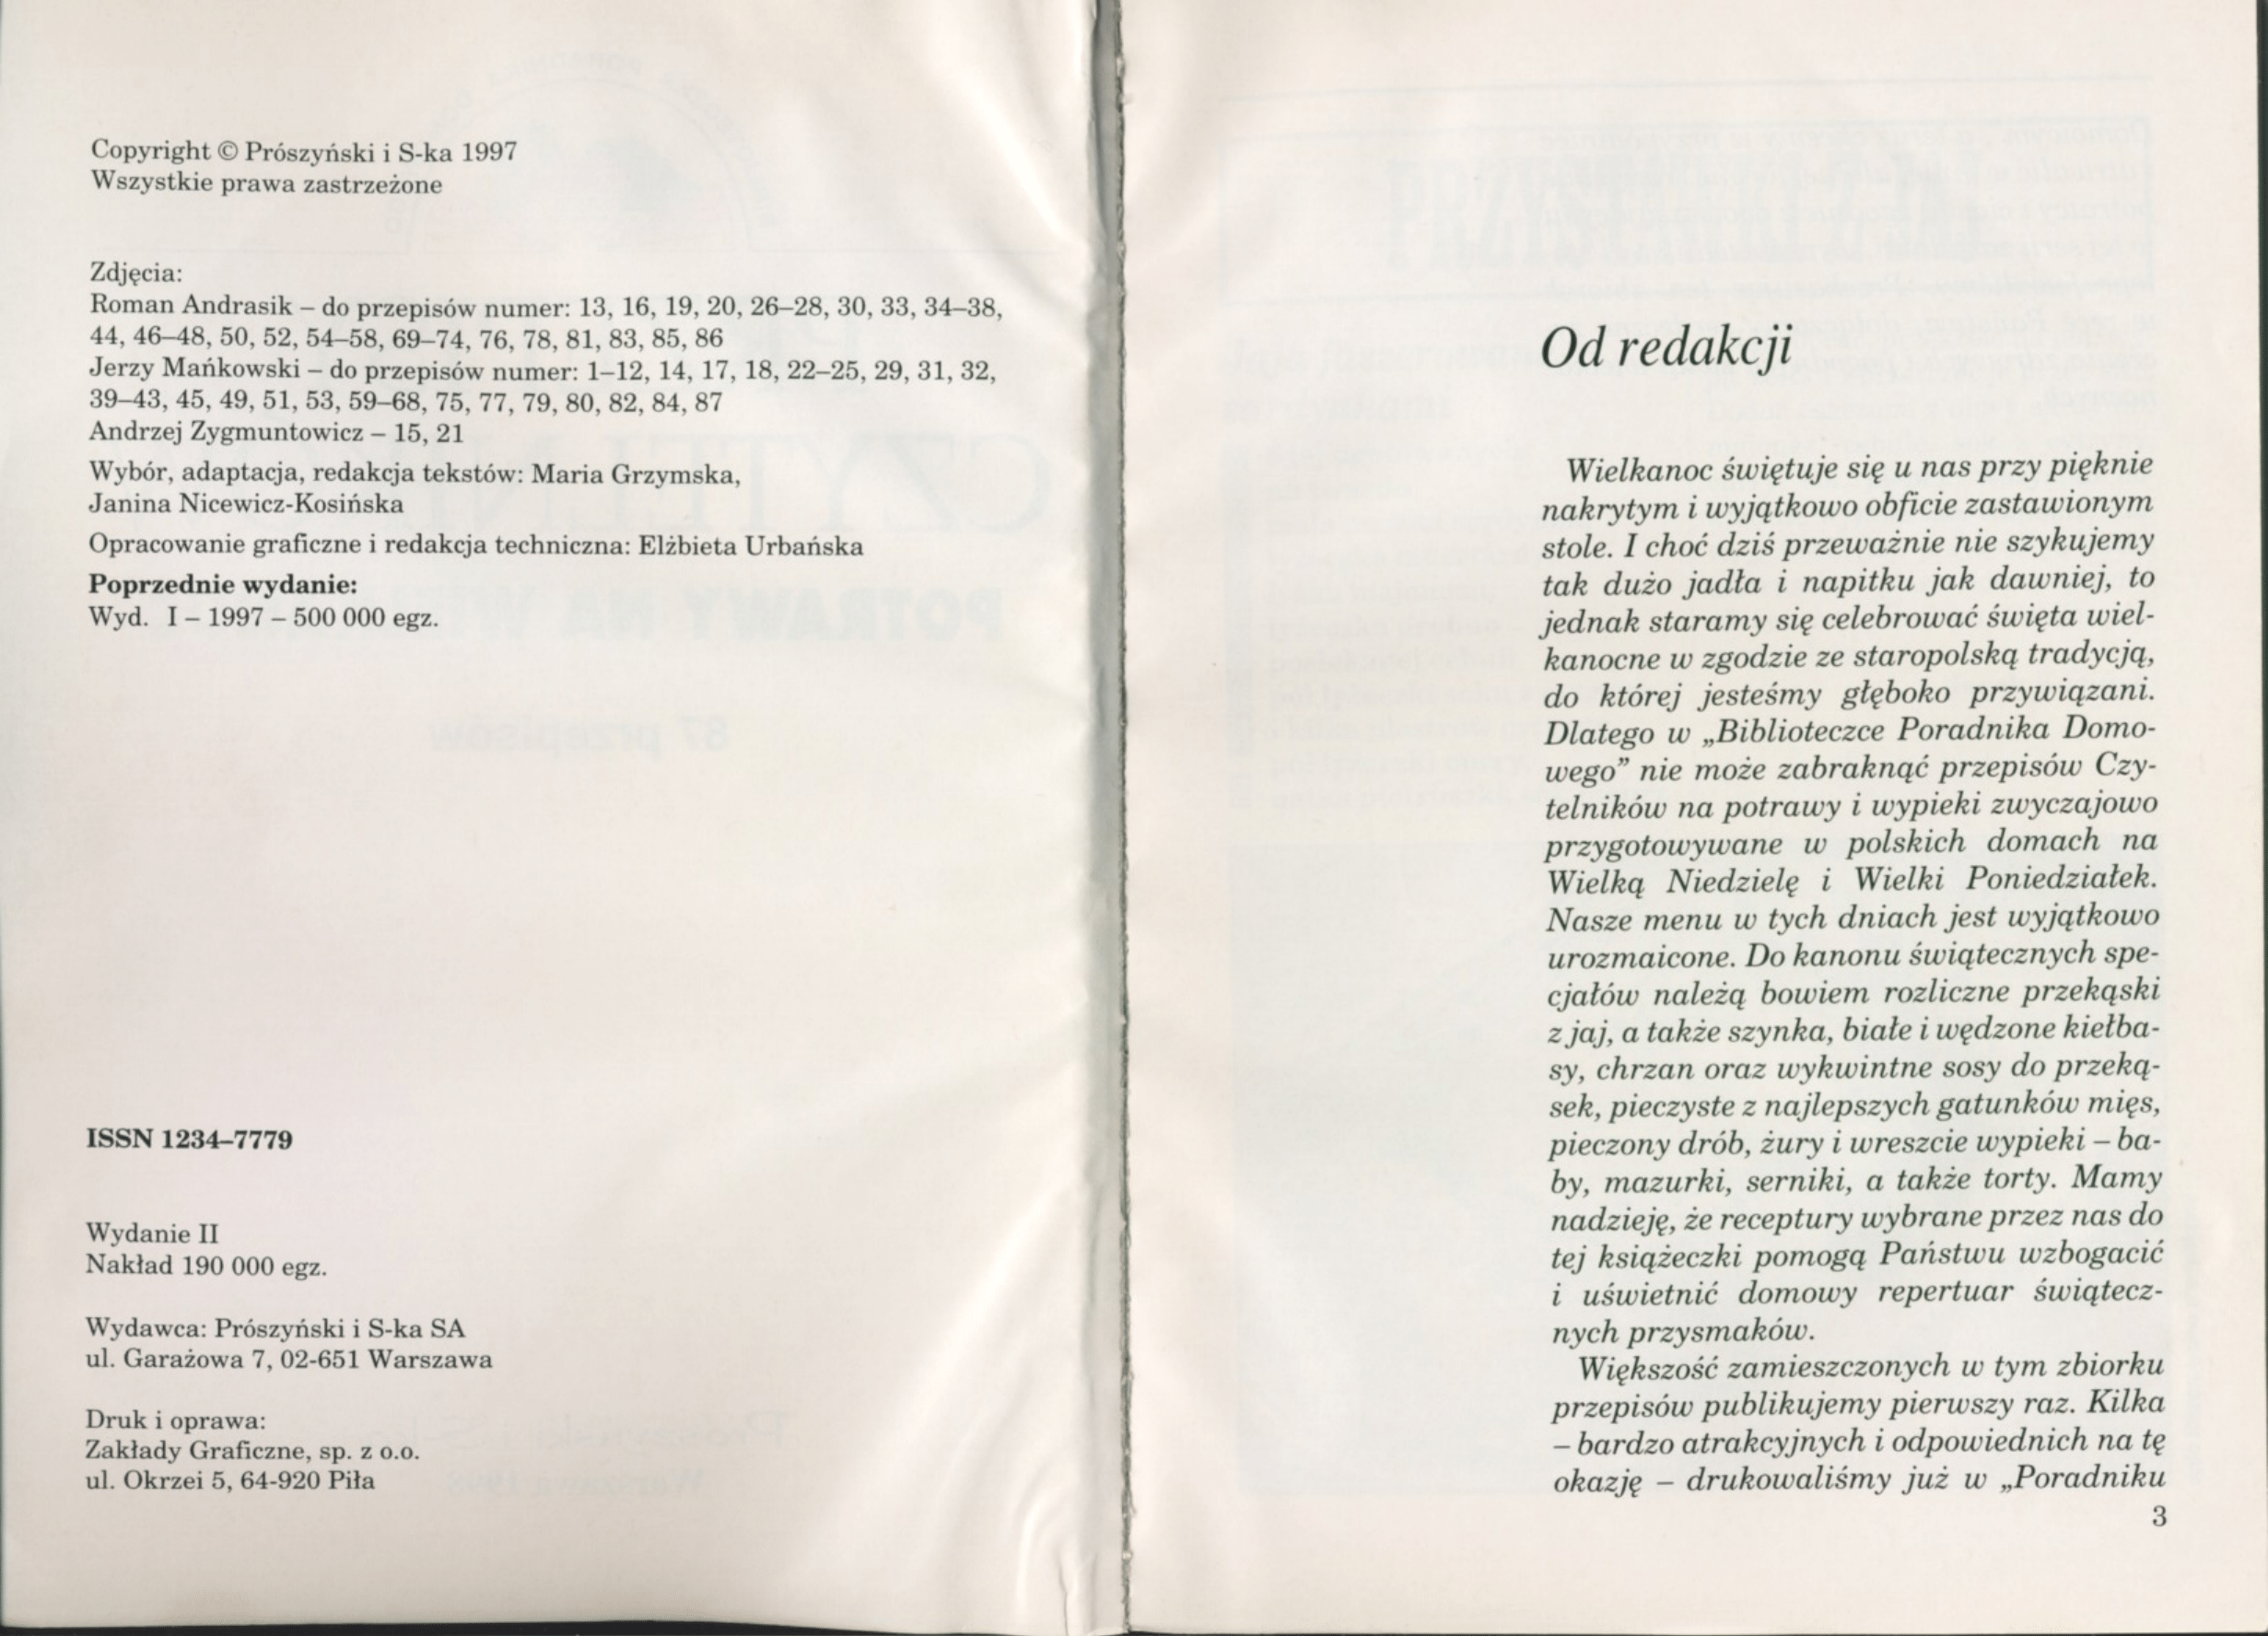 Copyright © Prószyński i S-ka 1997
Wszystkie prawa zastrzeżone
Zdjęcia:
Roman Andrasik – do przepisów numer: 13, 16, 19, 20, 26–28, 30, 33, 34–38,
44, 46–48, 50, 52, 54–58, 69–74, 76, 78, 81, 83, 85, 86
Jerzy Mańkowski – do przepisów numer: 1–12, 14, 17, 18, 22–25, 29, 31, 32,
39–43, 45, 49, 51, 53, 59–68, 75, 77, 79, 80, 82, 84, 87
Andrzej Zygmuntowicz – 15, 21
Wybór, adaptacja, redakcja tekstów: Maria Grzymska,
Janina Nicewicz-Kosińska
Opracowanie graficzne i redakcja techniczna: Elżbieta Urbańska
Poprzednie wydanie:
Wyd. I – 1997 – 500 000 egz.
ISSN 1234–7779
Wydanie II
Nakład 190 000 egz.
Wydawca: Prószyński i S-ka SA
ul. Garażowa 7, 02-651 Warszawa
Druk i oprawa:
Zakłady Graficzne, sp. z o.o.
ul. Okrzei 5, 64-920 Piła
Od redakcji
Wielkanoc świętuje się u nas przy pięknie
nakrytym i wyjątkowo obficie zastawionym
stole. I choć dziś przeważnie nie szykujemy
tak dużo jadła i napitku jak dawniej, to
jednak staramy się celebrować święta wiel-
kanocne w zgodzie ze staropolską tradycją,
do której jesteśmy głęboko przywiązani.
Dlatego w „Biblioteczce Poradnika Domo-
wego” nie może zabraknąć przepisów Czy-
telników na potrawy i wypieki zwyczajowo
przygotowywane w polskich domach na
Wielką Niedzielę i Wielki Poniedziałek.
Nasze menu w tych dniach jest wyjątkowo
urozmaicone. Do kanonu świątecznych spe-
cjałów należą bowiem rozliczne przekąski
z jaj, a także szynka, białe i wędzone kiełba-
sy, chrzan oraz wykwintne sosy do przeką-
sek, pieczyste z najlepszych gatunków mięs,
pieczony drób, żury i wreszcie wypieki – ba-
by, mazurki, serniki, a także torty. Mamy
nadzieję, że receptury wybrane przez nas do
tej książeczki pomogą Państwu wzbogacić
i uświetnić domowy repertuar świątecz-
nych przysmaków.
Większość zamieszczonych w tym zbiorku
przepisów publikujemy pierwszy raz. Kilka
– bardzo atrakcyjnych i odpowiednich na tę
okazję – drukowaliśmy już w „Poradniku
3